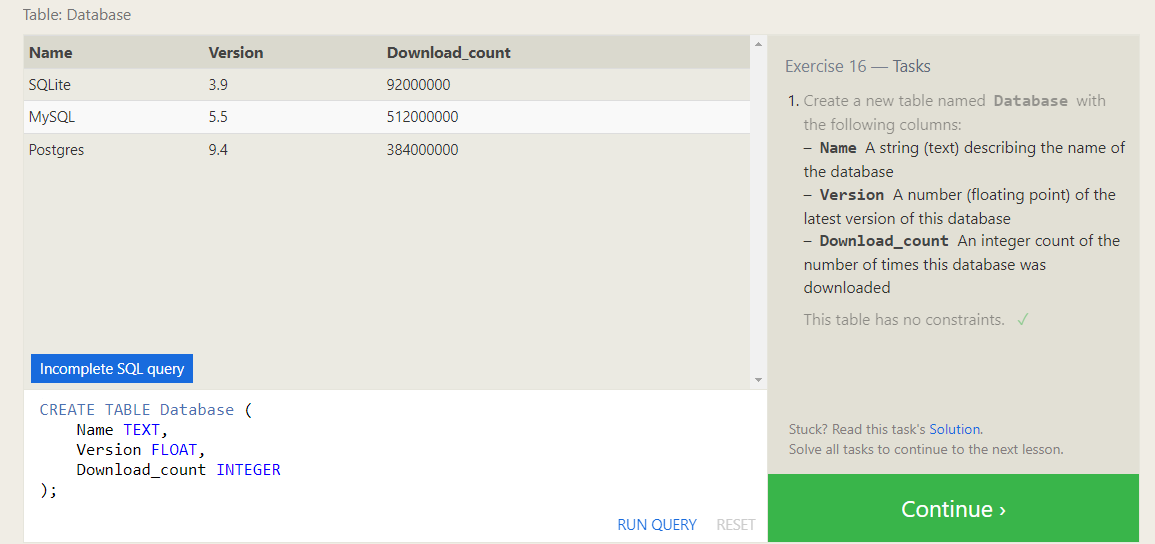 Table: Database
Name Version Download_count
SQLite 3.9 92000000
MySQL 5.5 512000000
Postgres 9.4 384000000
Incomplete SQL query
CREATE TABLE Database (
    Name TEXT,
    Version FLOAT,
    Download_count INTEGER
);
RUN QUERY RESET
Exercise 16 — Tasks
1. Create a new table named Database with
the following columns:
– Name A string (text) describing the name of
the database
– Version A number (floating point) of the
latest version of this database
– Download_count An integer count of the
number of times this database was
downloaded
This table has no constraints. ✓
Stuck? Read this task's Solution.
Solve all tasks to continue to the next lesson.
Continue ›